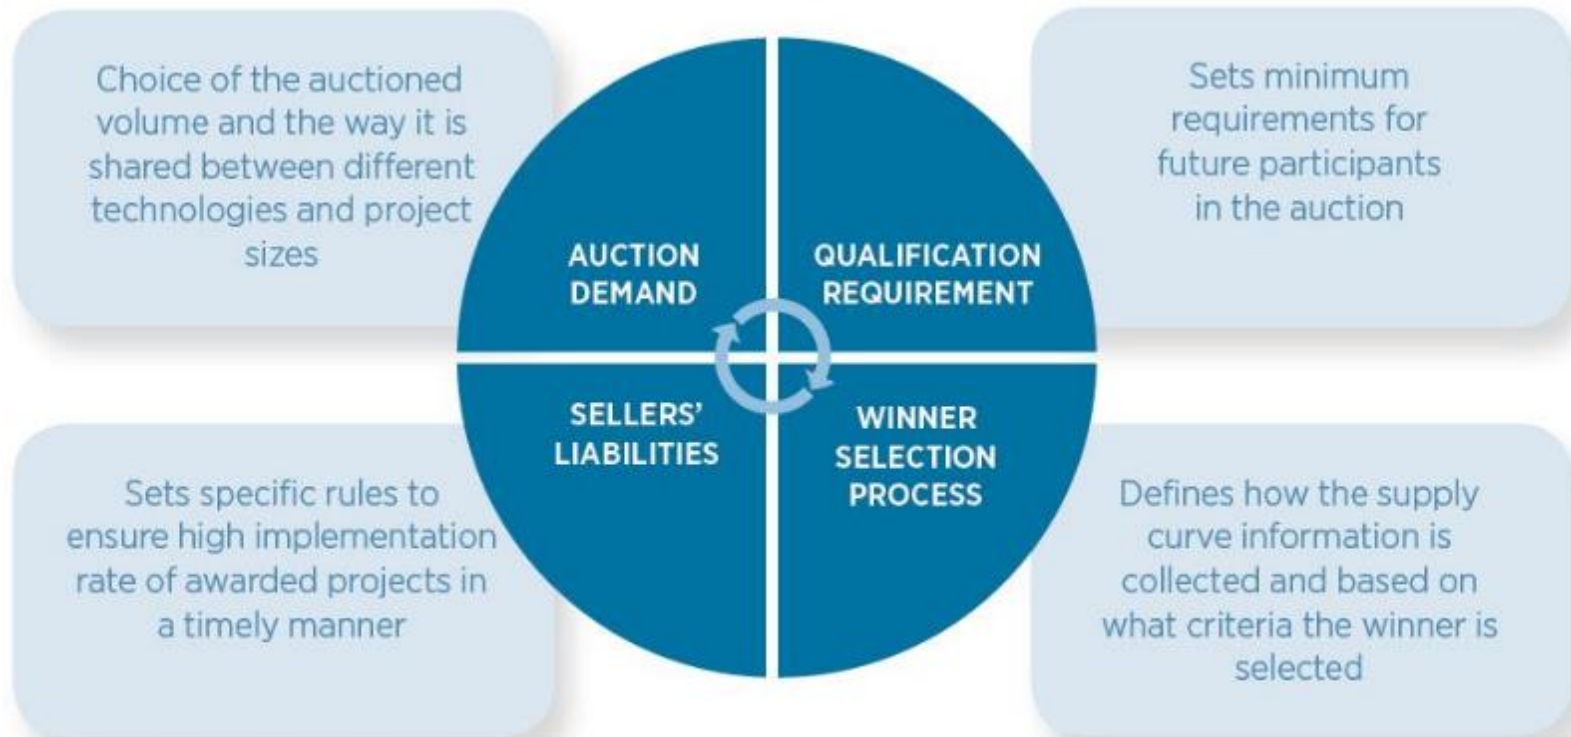 Choice of the auctioned
volume and the way it is
shared between different
technologies and project
sizes
AUCTION
DEMAND
QUALIFICATION
REQUIREMENT
Sets minimum
requirements for
future participants
in the auction
Sets specific rules to
ensure high implementation
rate of awarded projects in
a timely manner
SELLERS’
LIABILITIES
WINNER
SELECTION
PROCESS
Defines how the supply
curve information is
collected and based on
what criteria the winner is
selected